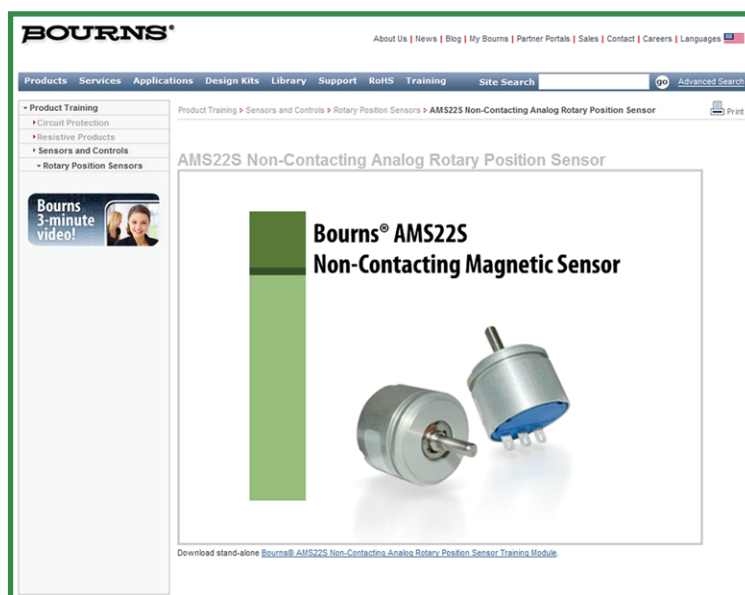 BOURNS®
About Us | News | Blog | My Bourns | Partner Portals | Sales | Contact | Careers | Languages
Products Services Applications Design Kits Library Support RoHS Training Site Search go Advanced Search
Product Training
Circuit Protection
Resistive Products
Sensors and Controls
Rotary Position Sensors
Product Training > Sensors and Controls > Rotary Position Sensors > AMS22S Non-Contacting Analog Rotary Position Sensor
Print
AMS22S Non-Contacting Analog Rotary Position Sensor
Bourns
3-minute
video!
Bourns® AMS22S
Non-Contacting Magnetic Sensor
Download stand-alone Bourns® AMS22S Non-Contacting Analog Rotary Position Sensor Training Module.